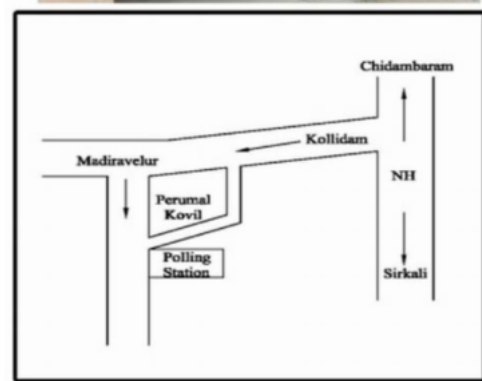 Chidambaram
Kollidam
Madiravelur
NH
Perumal
Kovil
Polling
Station
Sirkali